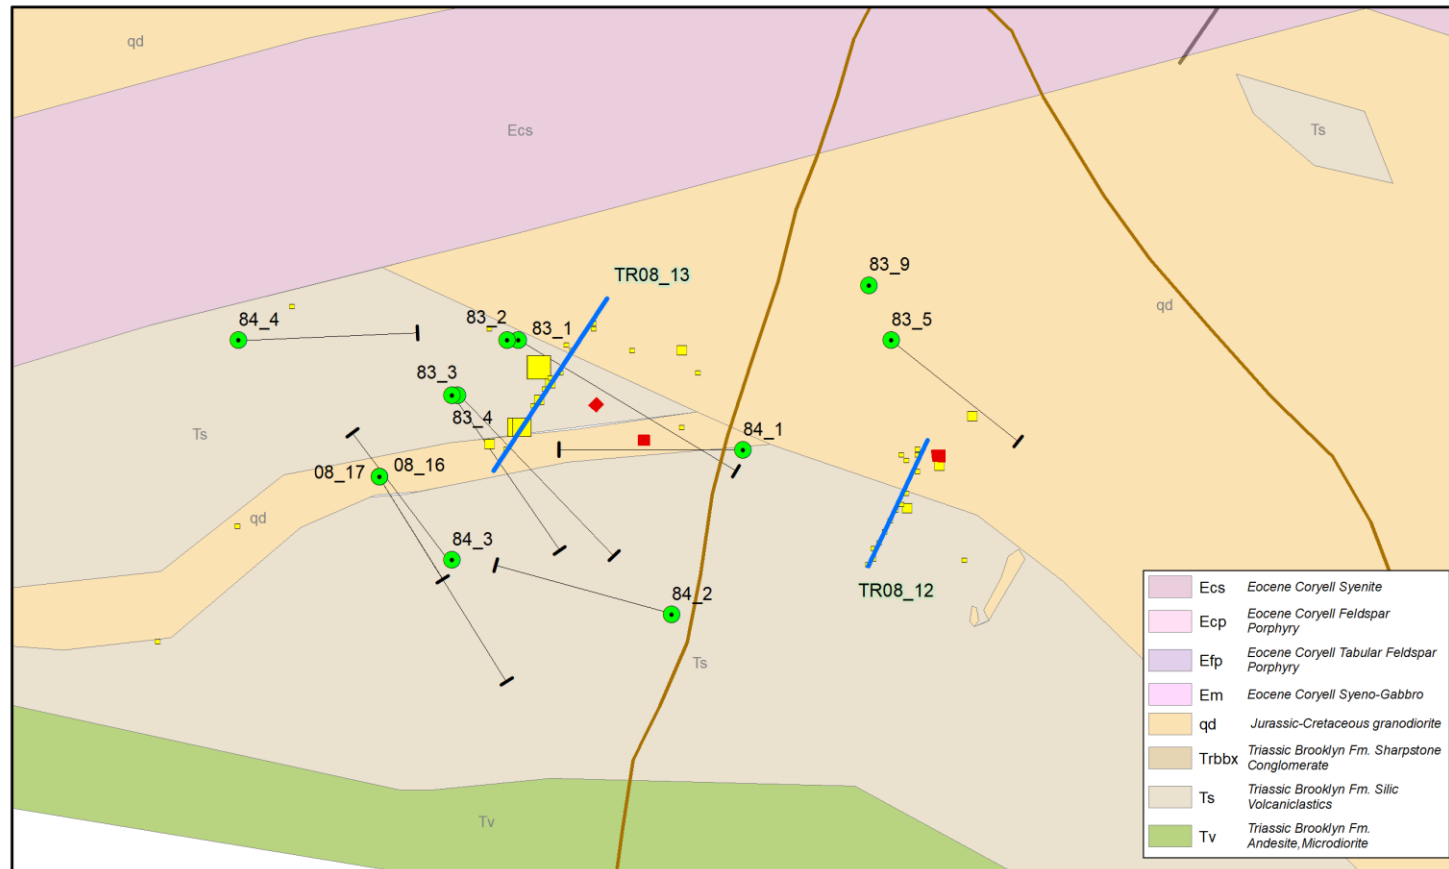 qd
Ecs
Ts
TR08_13
83_9
qd
84_4
83_2
83_1
83_5
83_3
83_4
84_1
Ts
08_17
08_16
qd
84_3
84_2
TR08_12
Ts
Tv
Ecs Eocene Coryell Syenite
Ecp Eocene Coryell Feldspar
Porphyry
Efp Eocene Coryell Tabular Feldspar
Porphyry
Em Eocene Coryell Syeno-Gabbro
qd Jurassic-Cretaceous granodiorite
Trbbx Triassic Brooklyn Fm. Sharpstone
Conglomerate
Ts Triassic Brooklyn Fm. Silic
Volcaniclastics
Tv Triassic Brooklyn Fm.
Andesite,Microdiorite